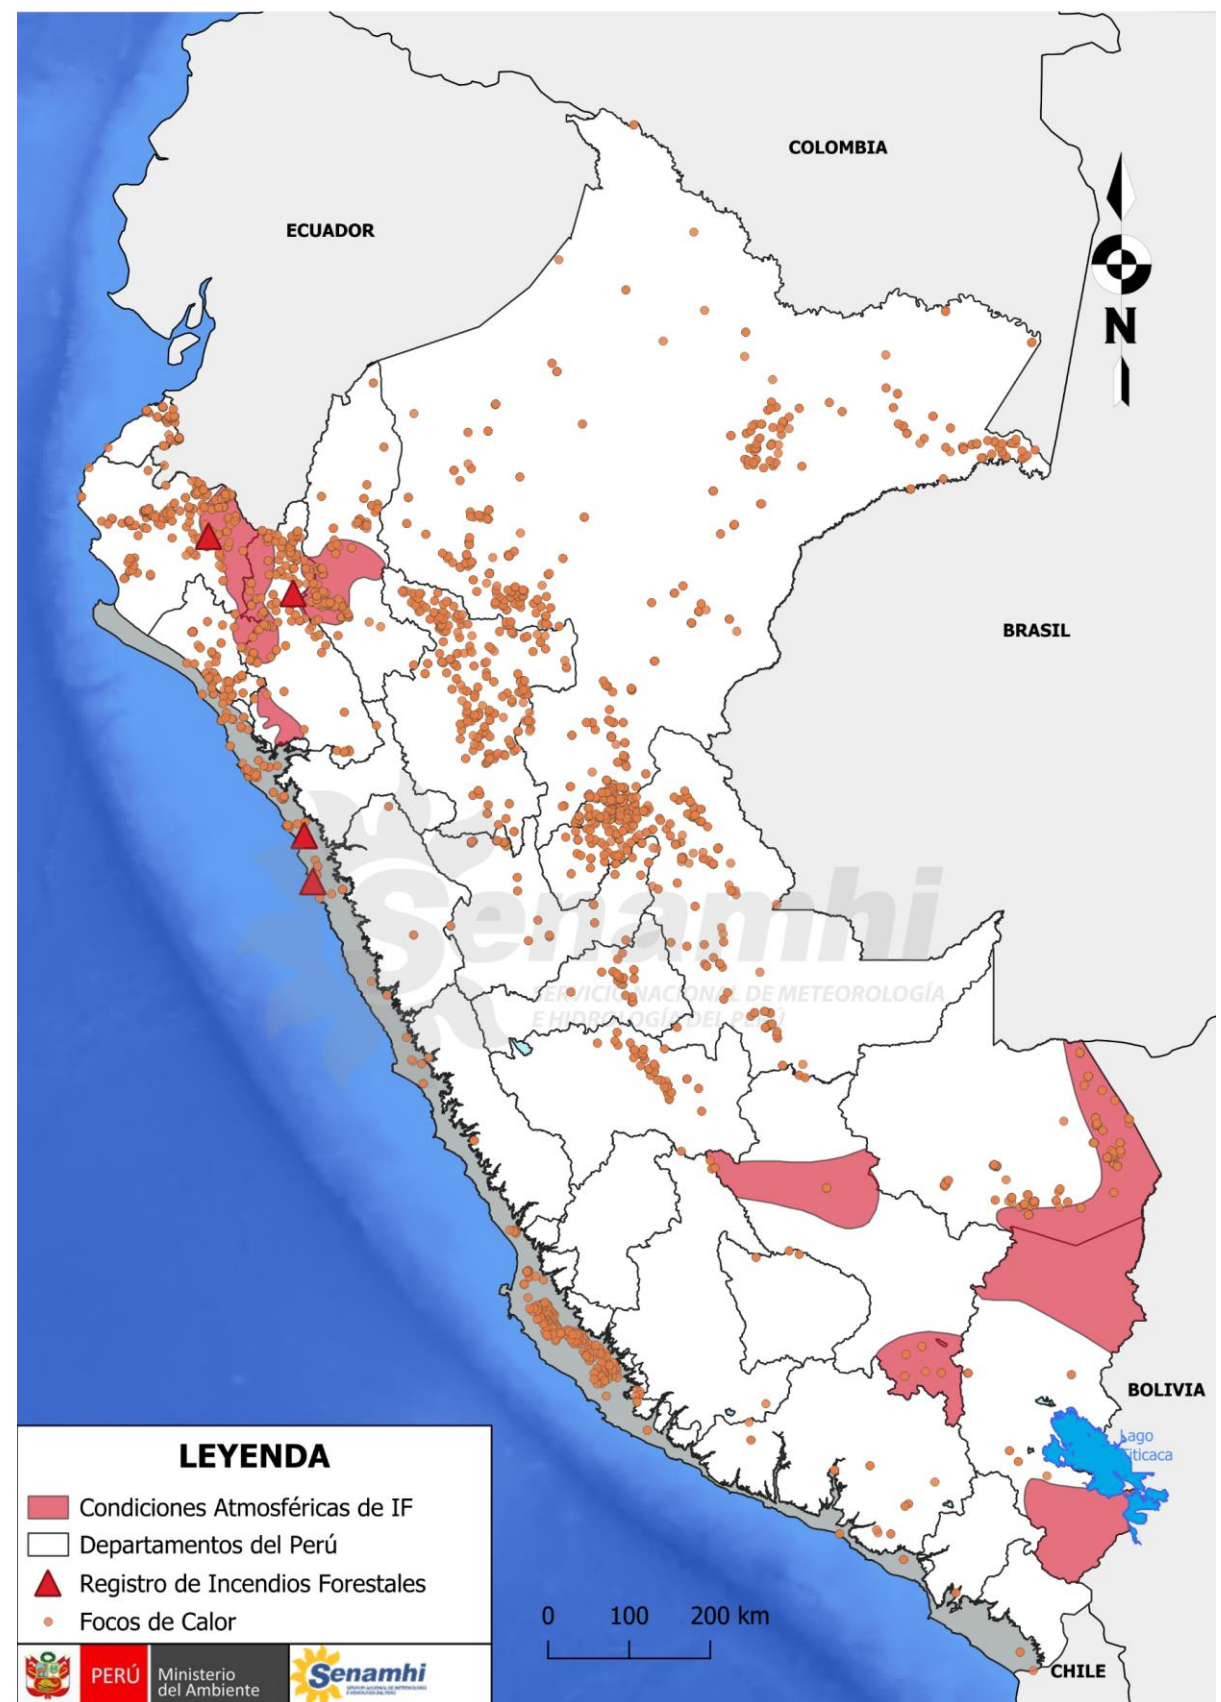 COLOMBIA
ECUADOR
N
BRASIL
Senamhi
SERVICIO NACIONAL DE METEOROLOGÍA
E HIDROLOGÍA DEL PERÚ
BOLIVIA
Lago
Titicaca
LEYENDA
Condiciones Atmosféricas de IF
Departamentos del Perú
Registro de Incendios Forestales
Focos de Calor
0 100 200 km
CHILE
PERÚ
Ministerio
del Ambiente
Senamhi